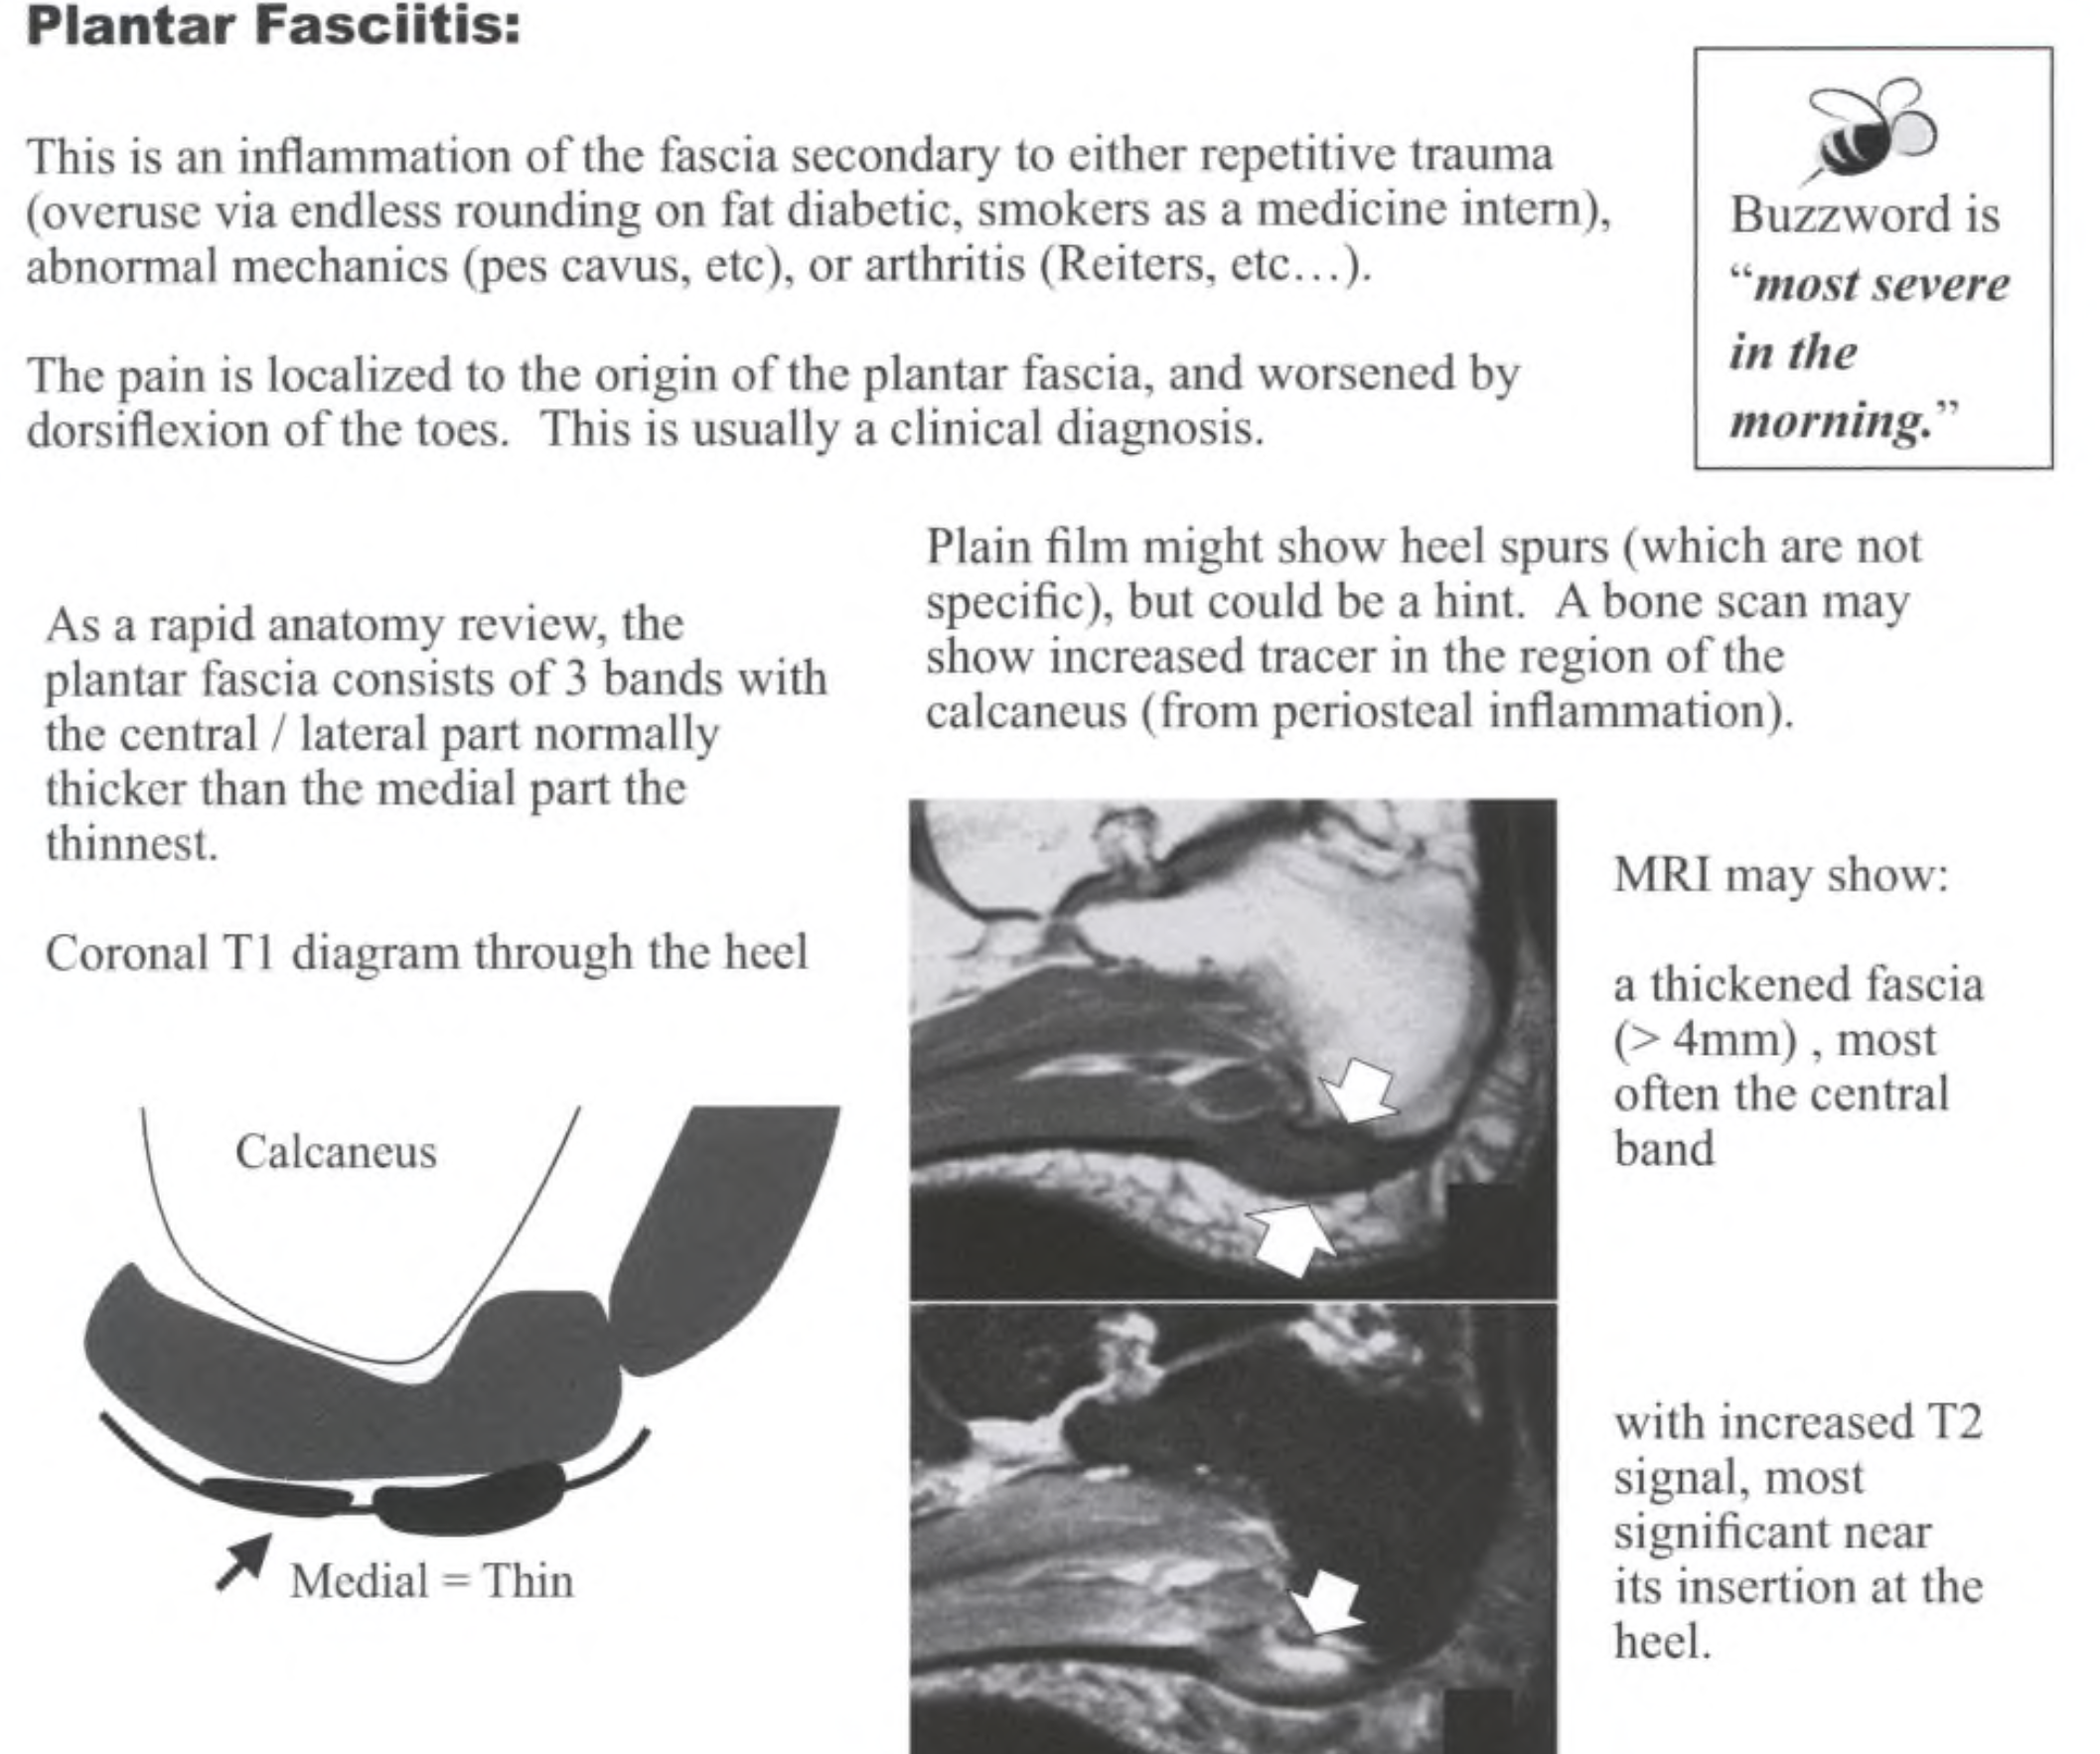 Plantar Fasciitis:
This is an inflammation of the fascia secondary to either repetitive trauma
(overuse via endless rounding on fat diabetic, smokers as a medicine intern),
abnormal mechanics (pes cavus, etc), or arthritis (Reiters, etc...).
The pain is localized to the origin of the plantar fascia, and worsened by
dorsiflexion of the toes. This is usually a clinical diagnosis.
Buzzword is
“most severe
in the
morning.”
As a rapid anatomy review, the
plantar fascia consists of 3 bands with
the central / lateral part normally
thicker than the medial part the
thinnest.
Coronal T1 diagram through the heel
Calcaneus
Medial = Thin
Plain film might show heel spurs (which are not
specific), but could be a hint. A bone scan may
show increased tracer in the region of the
calcaneus (from periosteal inflammation).
MRI may show:
a thickened fascia
(> 4mm) , most
often the central
band
with increased T2
signal, most
significant near
its insertion at the
heel.